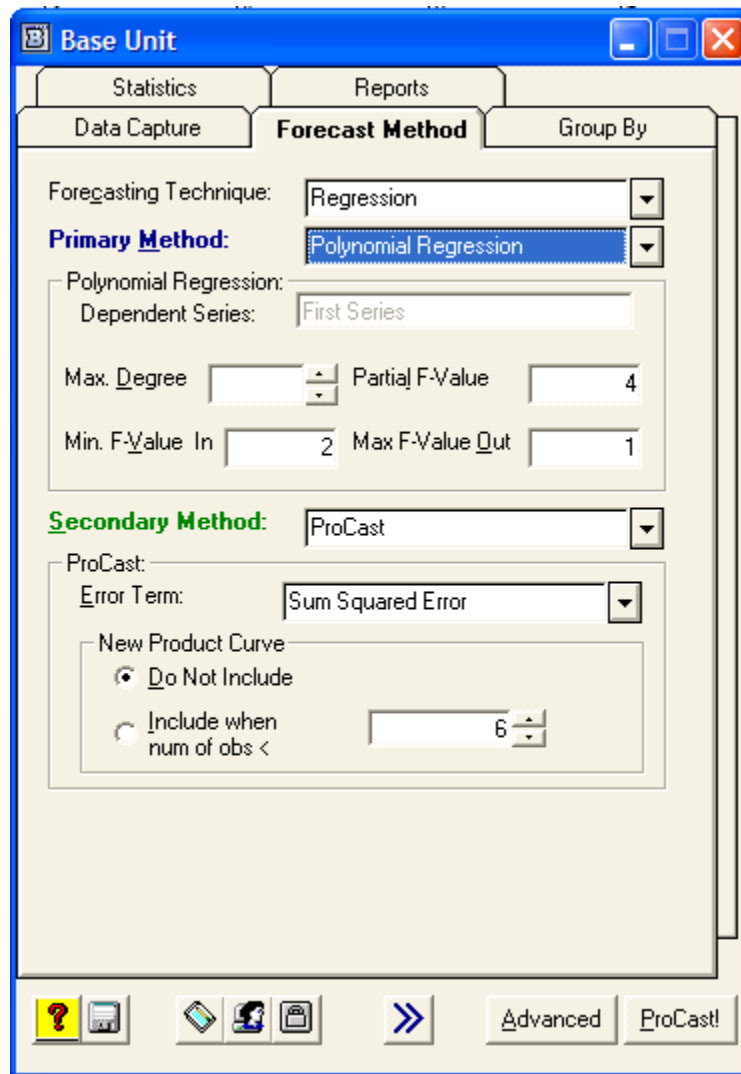 Base Unit
Statistics Reports
Data Capture Forecast Method Group By
Forecasting Technique: Regression
Primary Method: Polynomial Regression
Polynomial Regression:
Dependent Series: First Series
Max. Degree Partial F-Value 4
Min. F-Value In 2 Max F-Value Out 1
Secondary Method: ProCast
ProCast:
Error Term: Sum Squared Error
New Product Curve
Do Not Include
Include when
num of obs < 6
? Advanced ProCast!